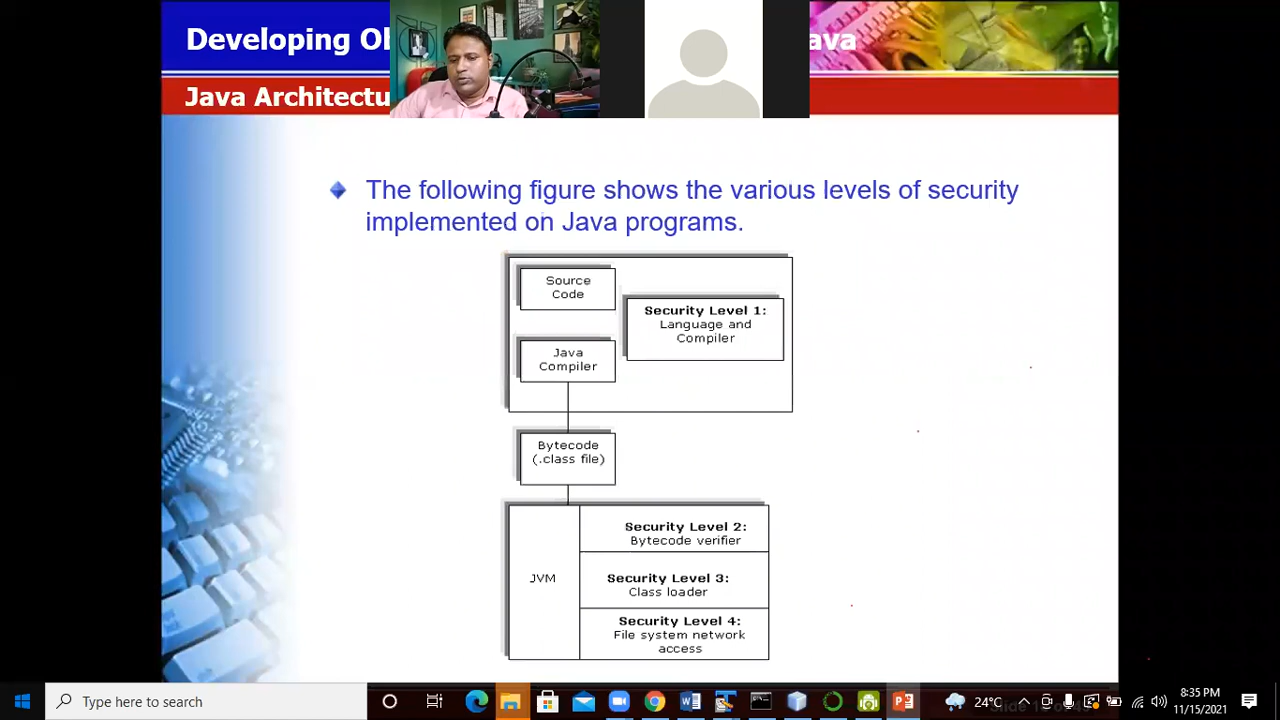 Developing Ob
ava
Java Architectu
The following figure shows the various levels of security
implemented on Java programs.
Source
Code
Security Level 1:
Language and
Compiler
Java
Compiler
Bytecode
(.class file)
JVM
Security Level 2:
Bytecode verifier
Security Level 3:
Class loader
Security Level 4:
File system network
access
Type here to search
24°C
8:35 PM
11/15/2021